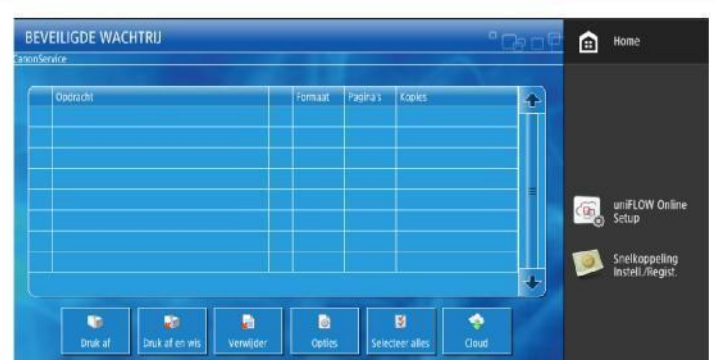 BEVEILIGDE WACHTRIJ
CanonService
Opdracht Formaat Pagina's Kopies
Druk af Druk af en wis Verwijder Opties Selecteer alles Cloud
Home
uniFLOW Online
Setup
Snelkoppeling
Instell./Regist.